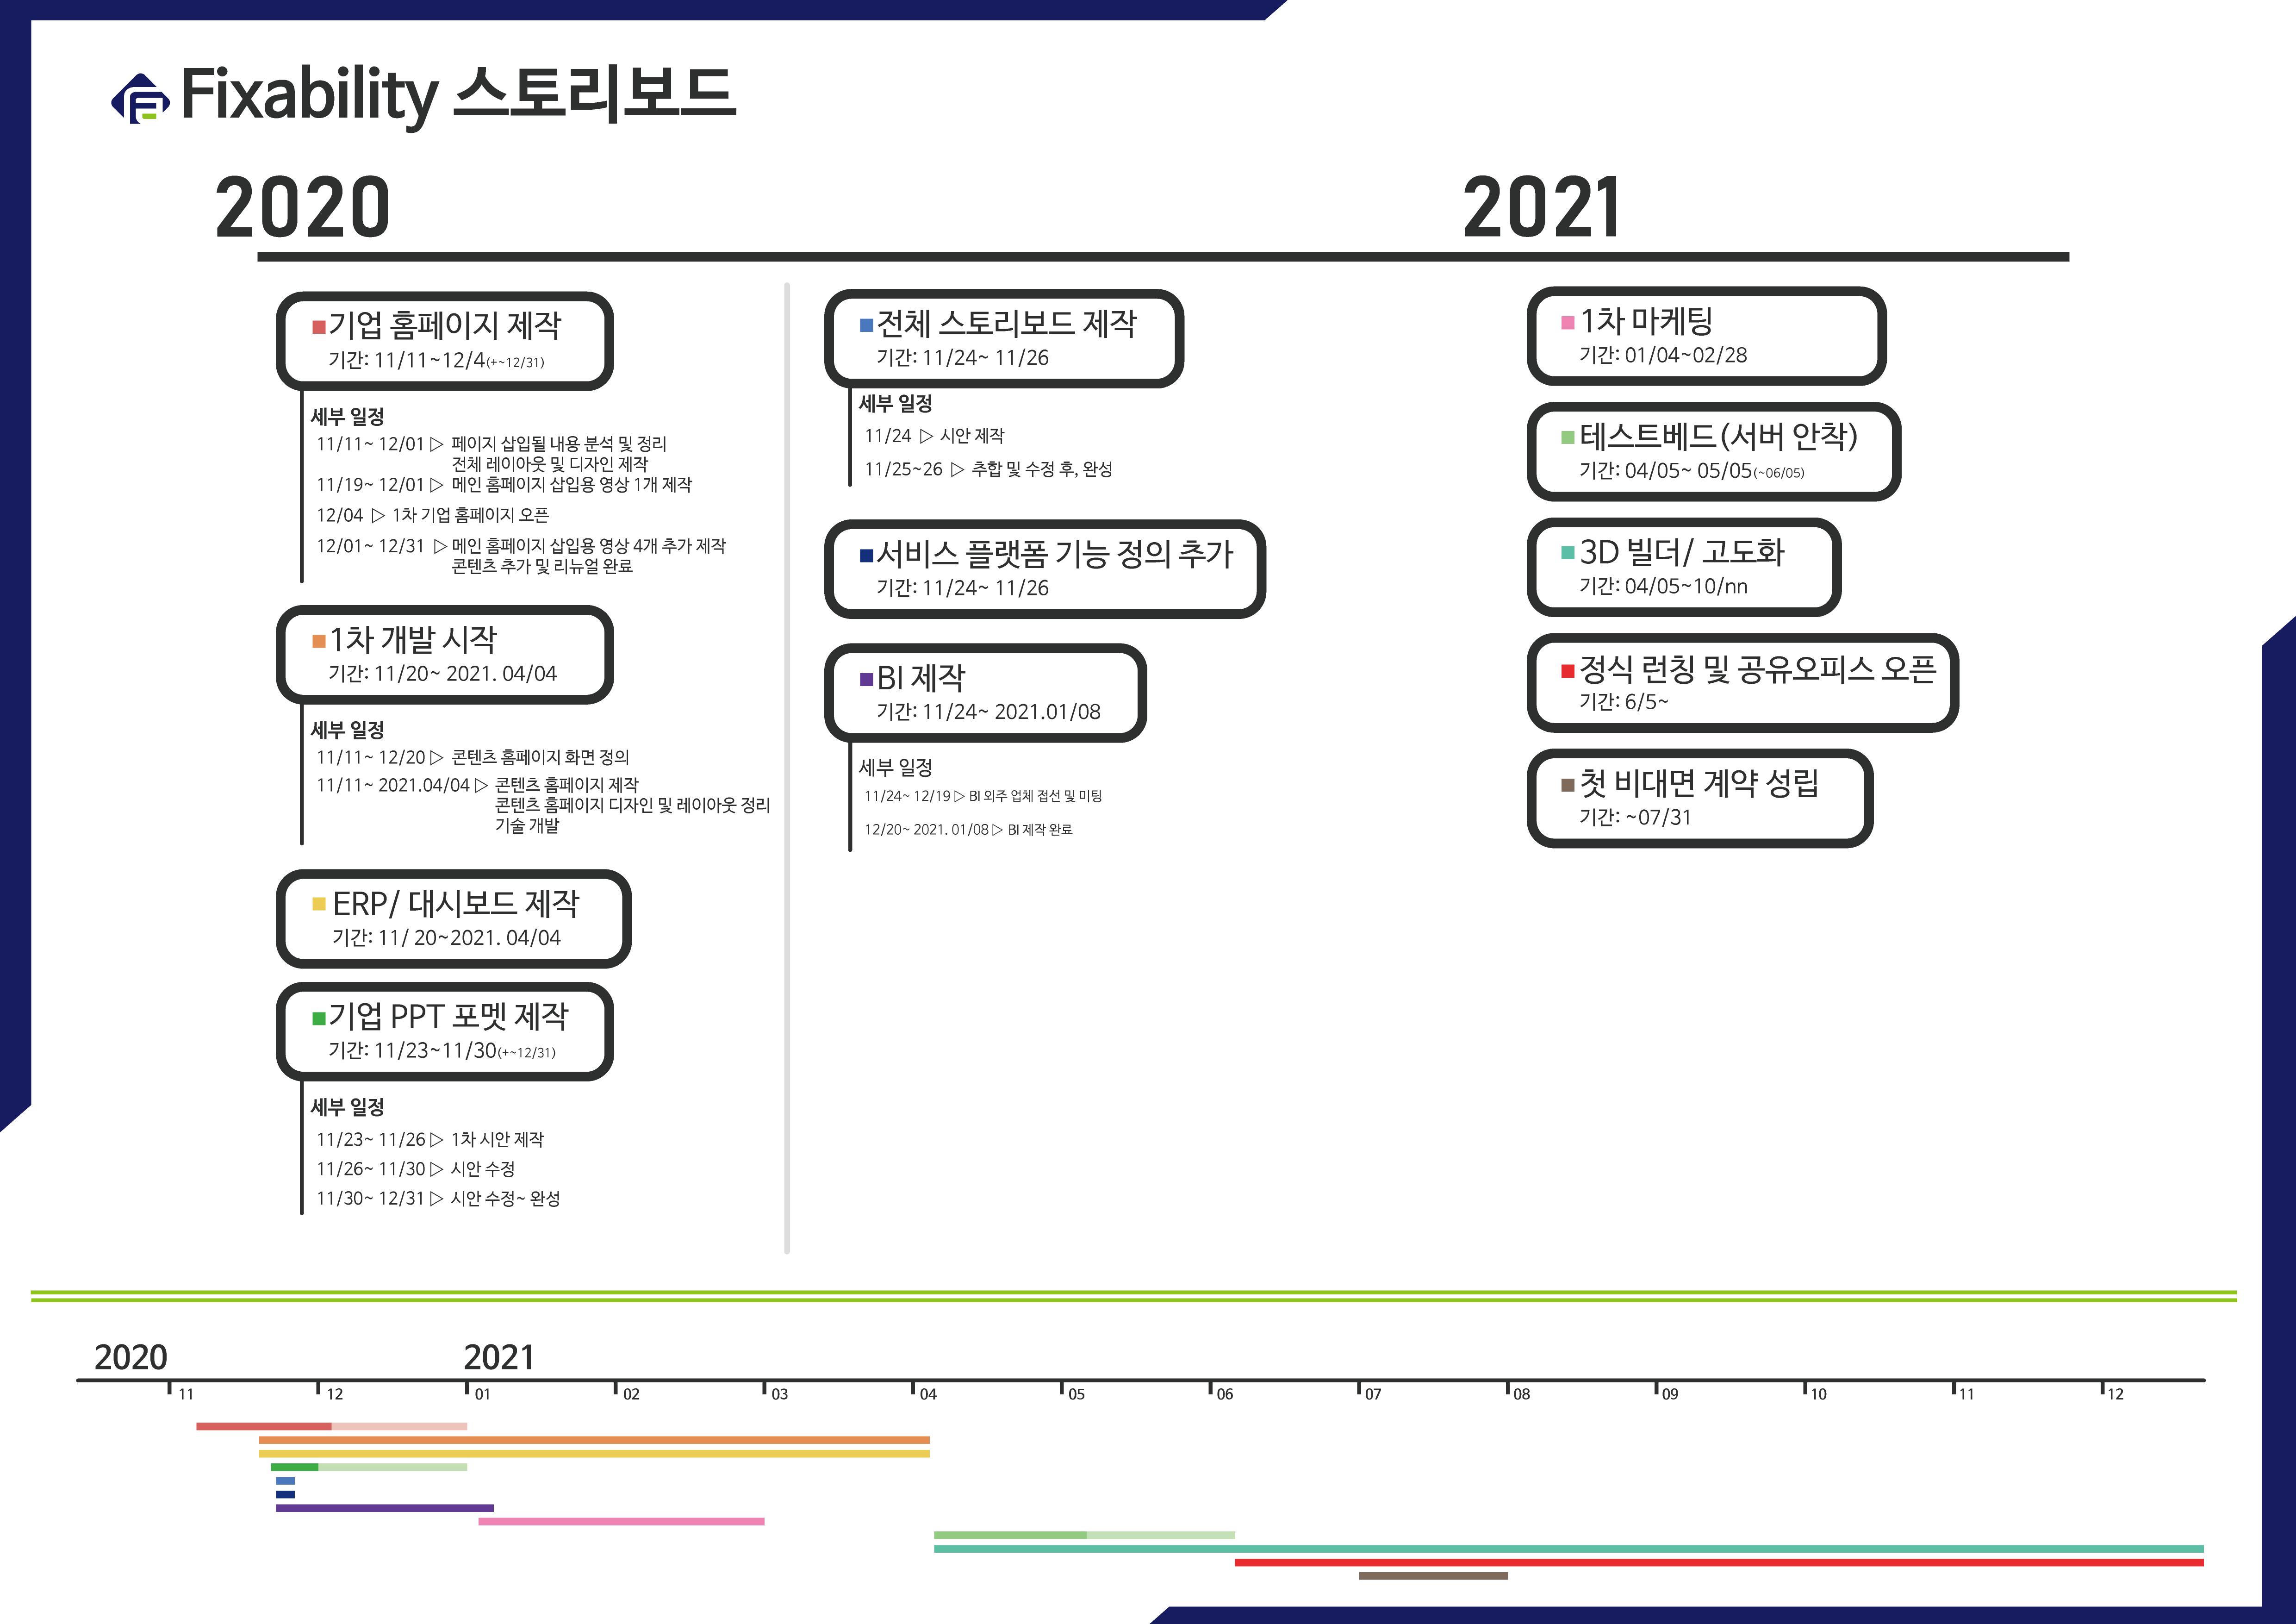 Fixability 스토리보드
2020
2021
기업 홈페이지 제작
기간: 11/11~12/4(+~12/31)
세부 일정
11/11~ 12/01 ▷ 페이지 삽입될 내용 분석 및 정리
전체 레이아웃 및 디자인 제작
11/19~ 12/01 ▷ 메인 홈페이지 삽입용 영상 1개 제작
12/04 ▷ 1차 기업 홈페이지 오픈
12/01~ 12/31 ▷ 메인 홈페이지 삽입용 영상 4개 추가 제작
콘텐츠 추가 및 리뉴얼 완료
1차 개발 시작
기간: 11/20~ 2021. 04/04
세부 일정
11/11~ 12/20 ▷ 콘텐츠 홈페이지 화면 정의
11/11~ 2021.04/04 ▷ 콘텐츠 홈페이지 제작
콘텐츠 홈페이지 디자인 및 레이아웃 정리
기술 개발
ERP/ 대시보드 제작
기간: 11/ 20~2021. 04/04
기업 PPT 포멧 제작
기간: 11/23~11/30(+~12/31)
세부 일정
11/23~ 11/26 ▷ 1차 시안 제작
11/26~ 11/30 ▷ 시안 수정
11/30~ 12/31 ▷ 시안 수정~ 완성
전체 스토리보드 제작
기간: 11/24~ 11/26
세부 일정
11/24 ▷ 시안 제작
11/25~26 ▷ 추합 및 수정 후, 완성
서비스 플랫폼 기능 정의 추가
기간: 11/24~ 11/26
BI 제작
기간: 11/24~ 2021.01/08
세부 일정
11/24~ 12/19 ▷ BI 외주 업체 접선 및 미팅
12/20~ 2021. 01/08 ▷ BI 제작 완료
1차 마케팅
기간: 01/04~02/28
테스트베드 (서버 안착)
기간: 04/05~ 05/05(~06/05)
3D 빌더/ 고도화
기간: 04/05~10/nn
정식 런칭 및 공유오피스 오픈
기간: 6/5~
첫 비대면 계약 성립
기간: ~07/31
2020
2021
11 12 01 02 03 04 05 06 07 08 09 10 11 12